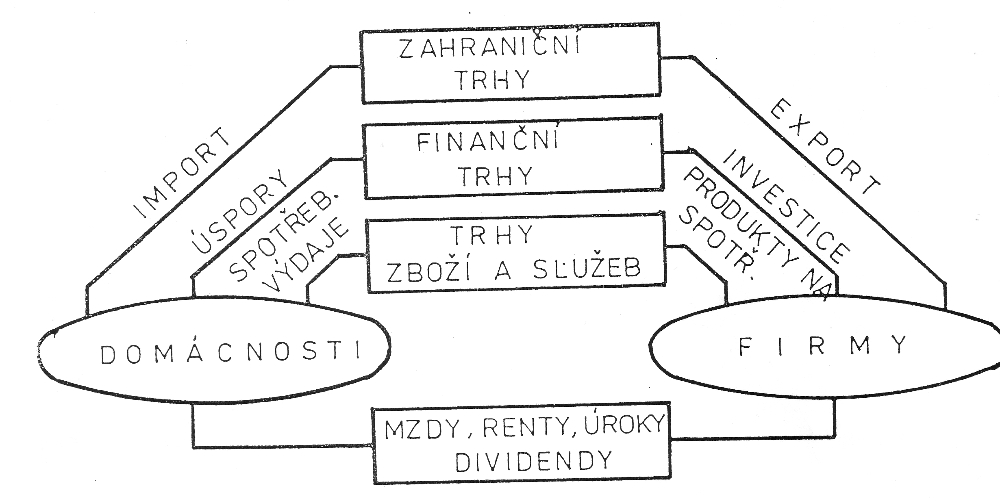 ZAHRANIČNÍ
TRHY
EXPORT
IMPORT
FINANČNÍ
TRHY
INVESTICE
ÚSPORY
PRODUKTY NA
SPOTŘ.
SPOTŘEB.
VÝDAJE
TRHY
ZBOŽÍ A SLUŽEB
DOMÁCNOSTI
FIRMY
MZDY, RENTY, ÚROKY
DIVIDENDY